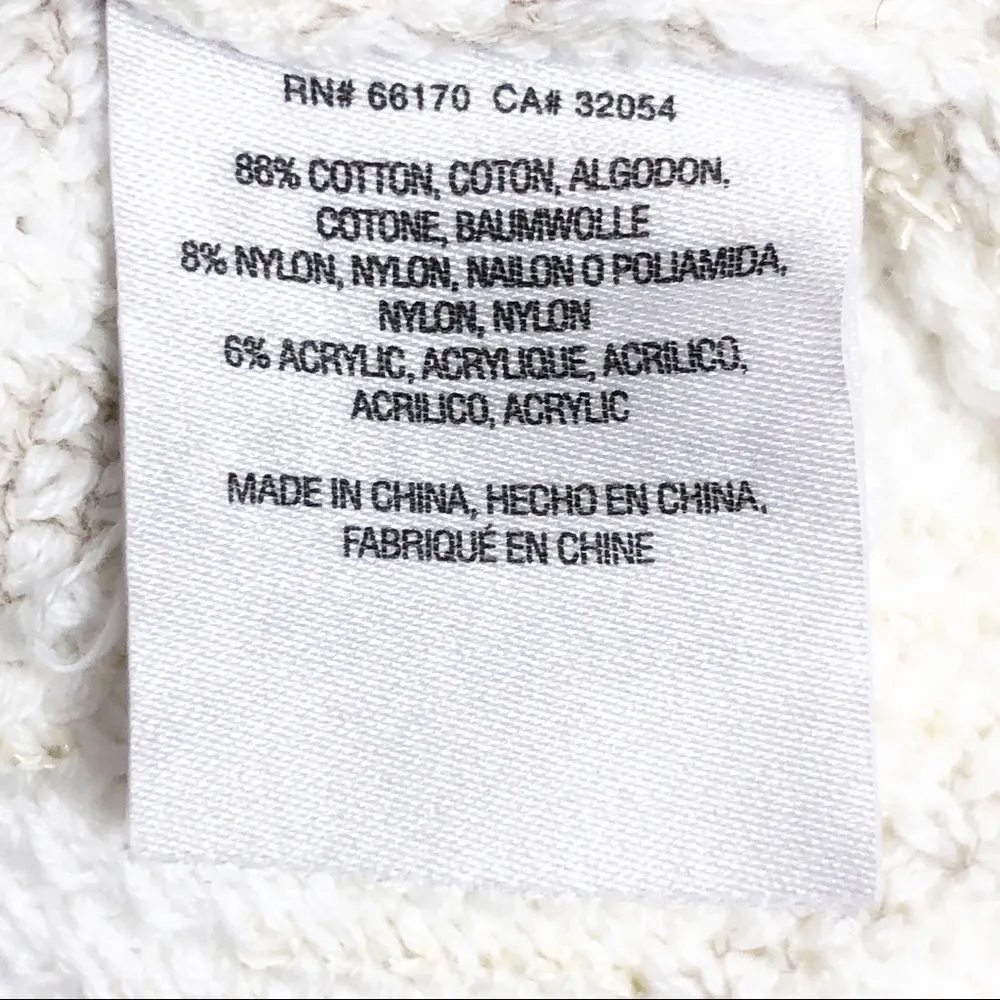 RN# 66170 CA# 32054
86% COTTON, COTON, ALGODON,
COTONE, BAUMWOLLE
8% NYLON, NYLON, NAILON O POLIAMIDA,
NYLON, NYLON
6% ACRYLIC, ACRYLIQUE, ACRILICO,
ACRILICO, ACRYLIC
MADE IN CHINA, HECHO EN CHINA,
FABRIQUÉ EN CHINE